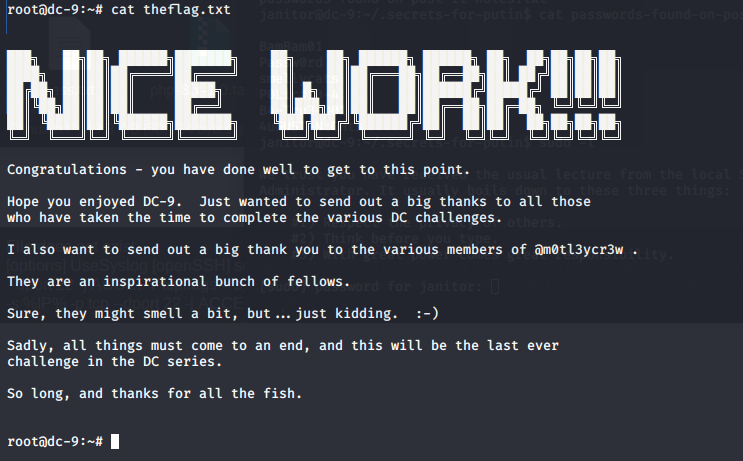 root@dc-9:~# cat theflag.txt
NICE WORK!!!
Congratulations - you have done well to get to this point.
Hope you enjoyed DC-9.  Just wanted to send out a big thanks to all those
who have taken the time to complete the various DC challenges.
I also want to send out a big thank you to the various members of @m0tl3ycr3w .
They are an inspirational bunch of fellows.
Sure, they might smell a bit, but...just kidding.  :-)
Sadly, all things must come to an end, and this will be the last ever
challenge in the DC series.
So long, and thanks for all the fish.
root@dc-9:~#